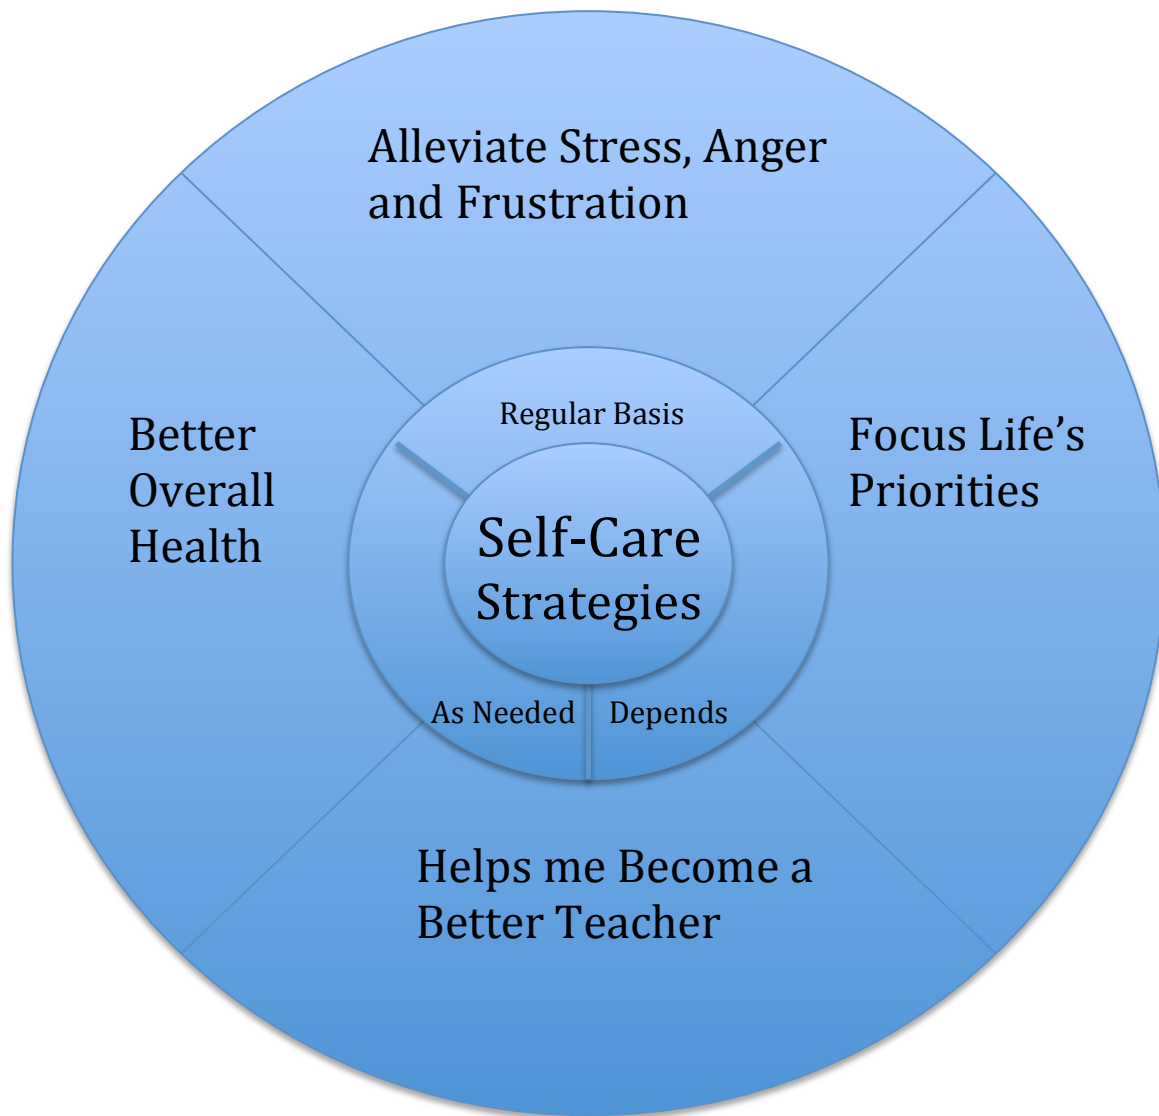 Alleviate Stress, Anger
and Frustration
Regular Basis
Better
Overall
Health
Focus Life’s
Priorities
Self-Care
Strategies
As Needed
Depends
Helps me Become a
Better Teacher